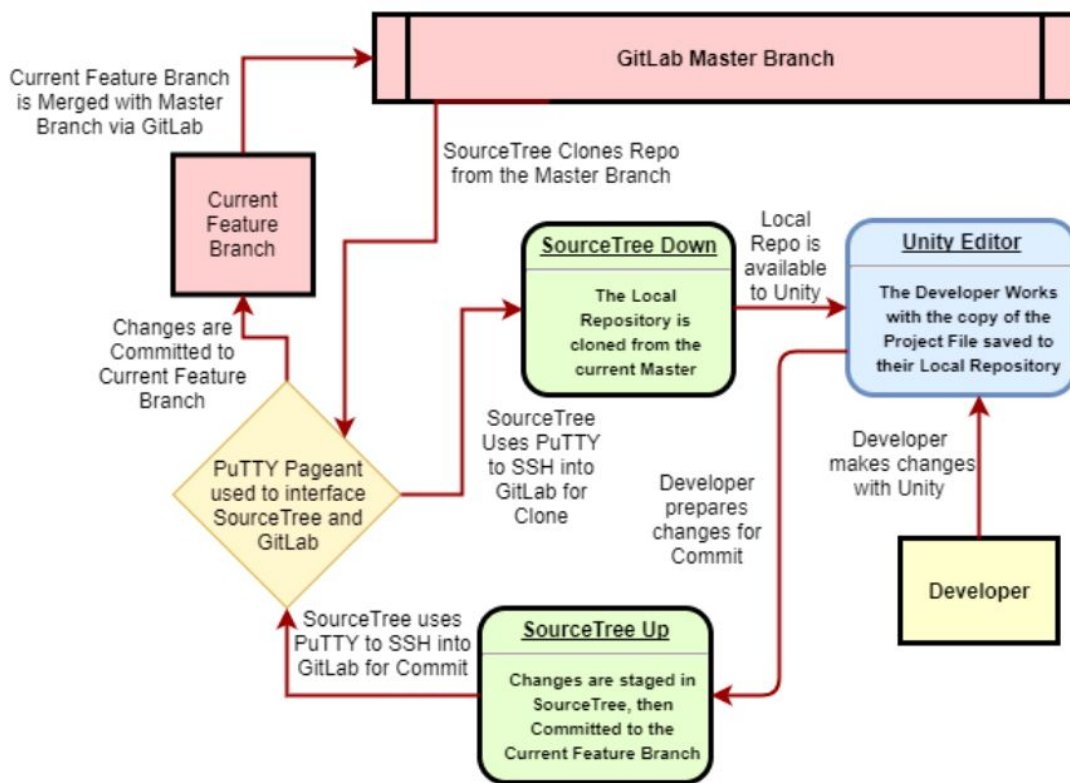 GitLab Master Branch
Current Feature Branch
is Merged with Master
Branch via GitLab
SourceTree Clones Repo
from the Master Branch
Current
Feature
Branch
SourceTree Down
The Local
Repository is
cloned from the
current Master
Local
Repo is
available
to Unity
Unity Editor
The Developer Works
with the copy of the
Project File saved to
their Local Repository
Changes are
Committed to
Current Feature
Branch
SourceTree
Uses PuTTY
to SSH into
GitLab for
Clone
PuTTY Pageant
used to interface
SourceTree and
GitLab
Developer
prepares
changes for
Commit
Developer
makes changes
with Unity
Developer
SourceTree uses
PuTTY to SSH into
GitLab for Commit
SourceTree Up
Changes are staged in
SourceTree, then
Committed to the
Current Feature Branch